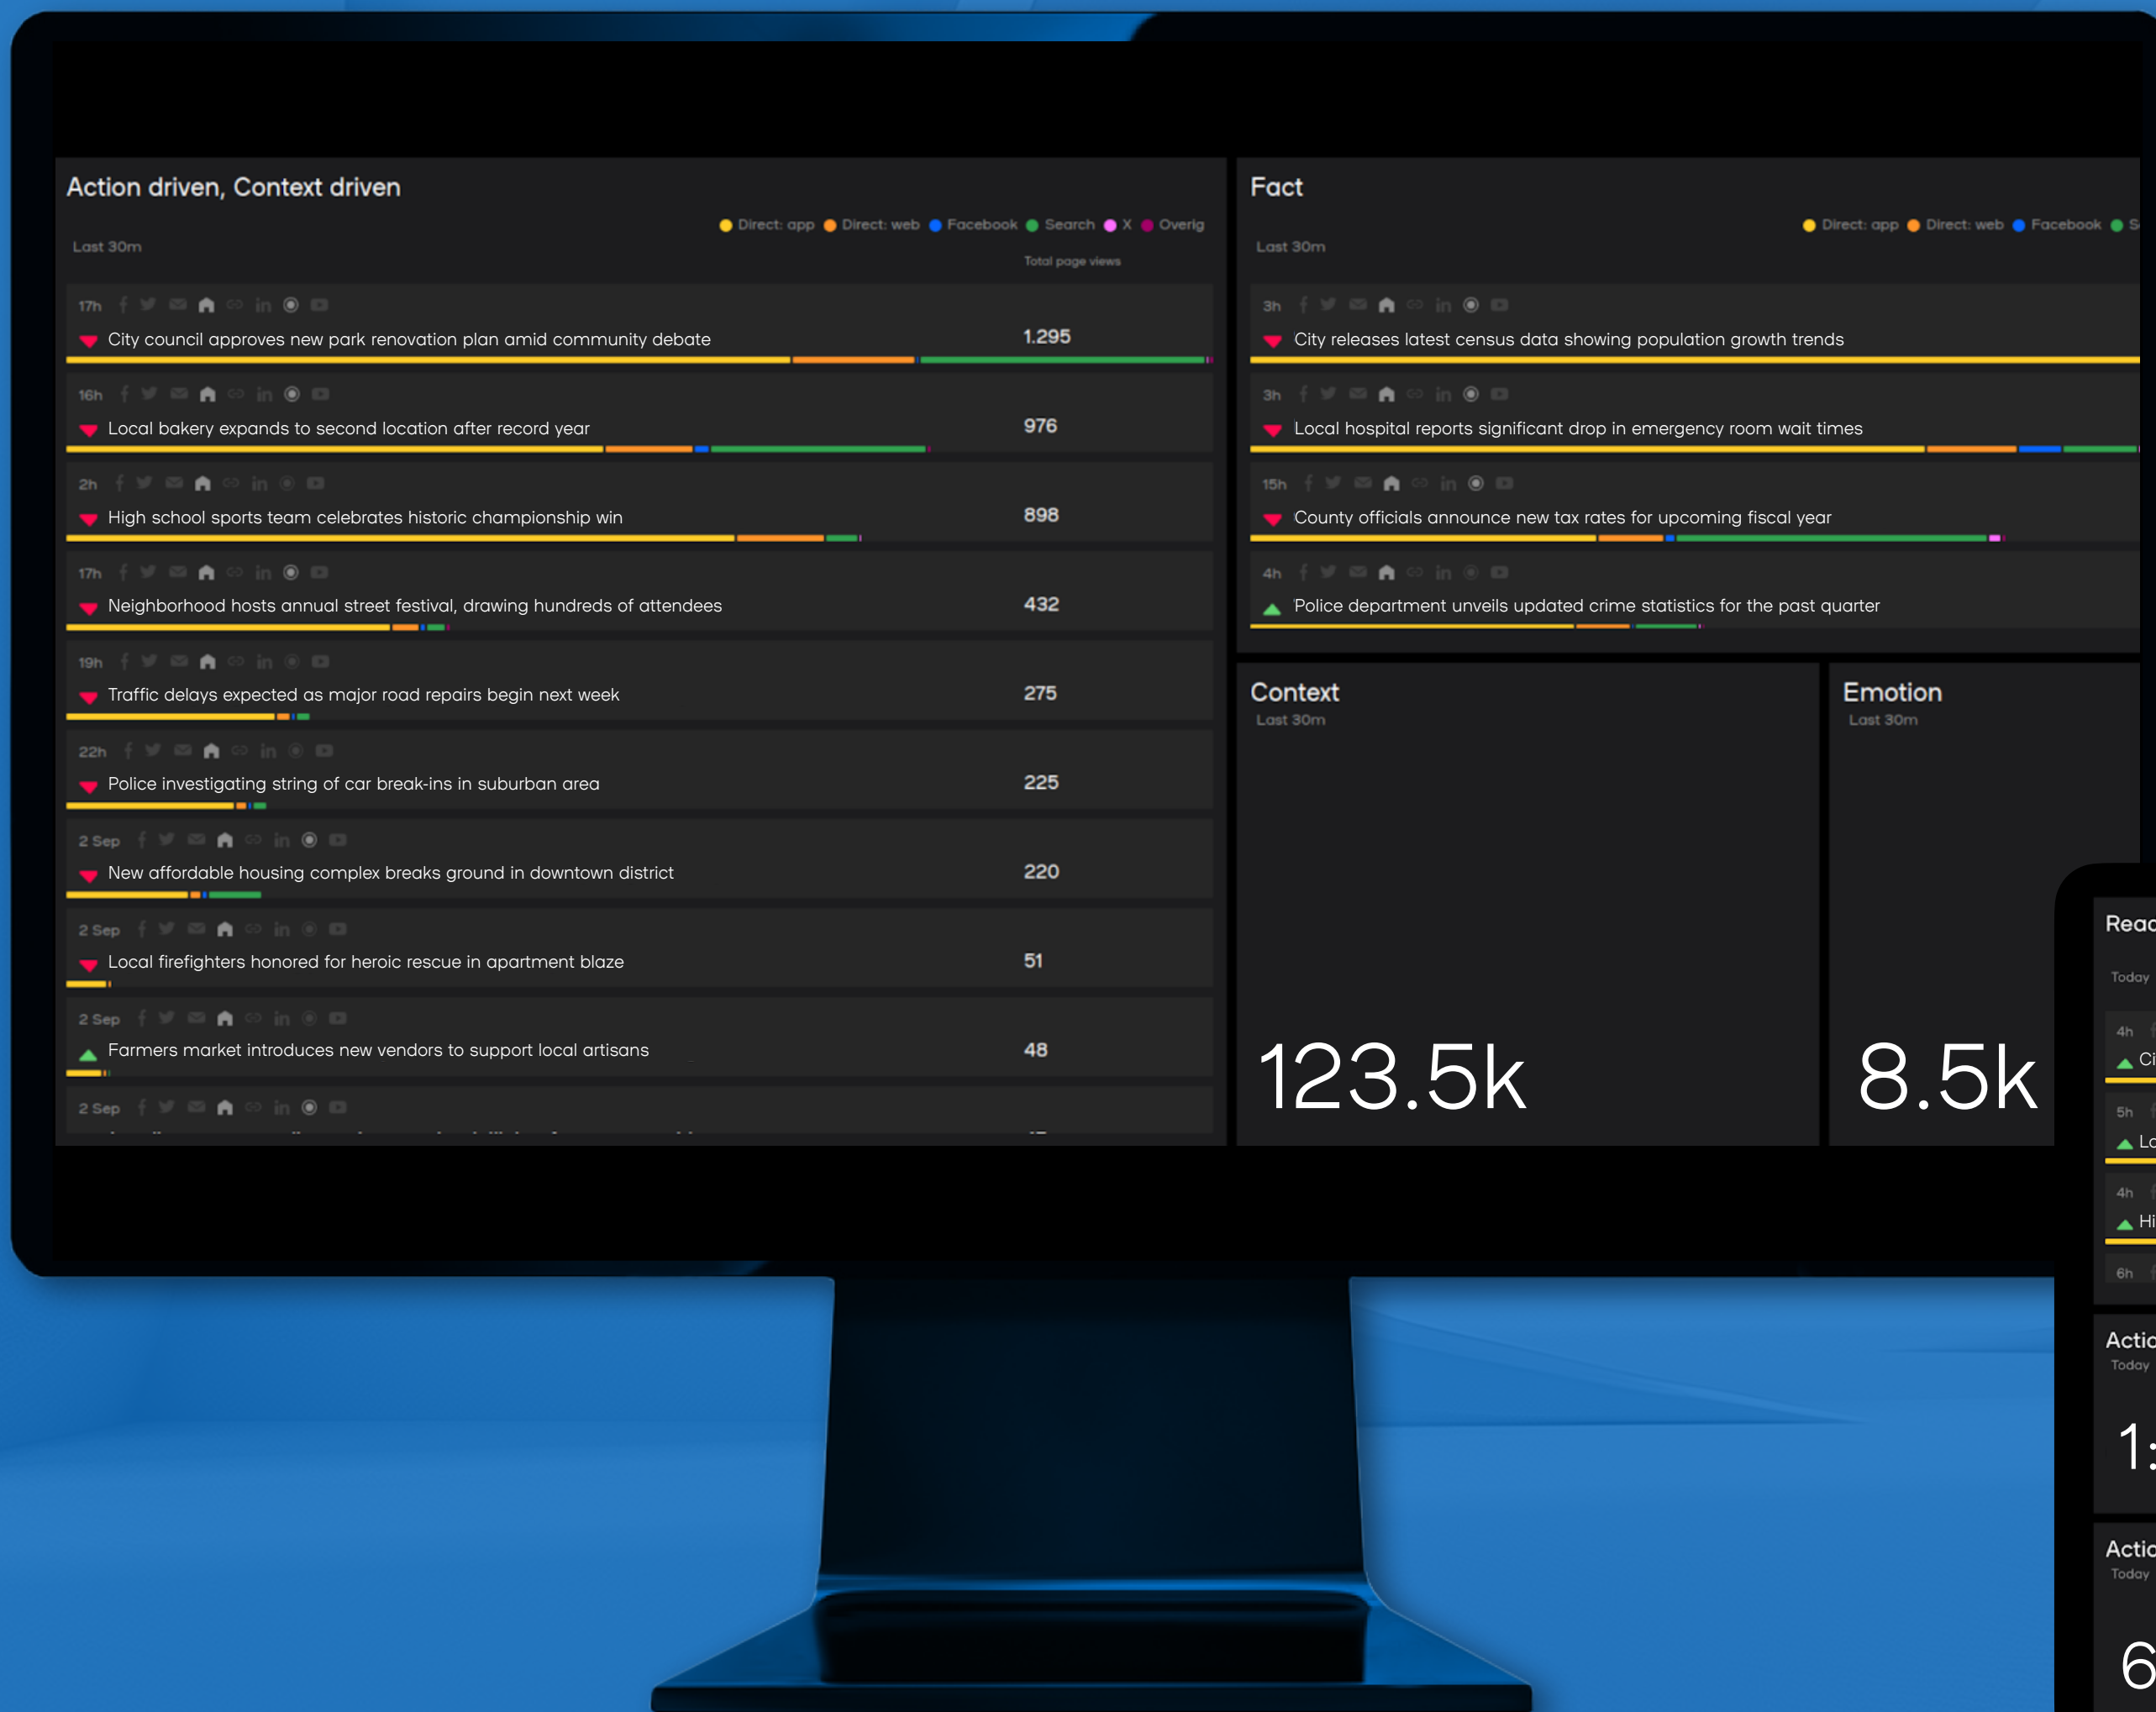 Action driven, Context driven
Direct: app Direct: web Facebook Search X Overig
Last 30m
Total page views
17h
City council approves new park renovation plan amid community debate 1.295
16h
Local bakery expands to second location after record year 976
2h
High school sports team celebrates historic championship win 898
17h
Neighborhood hosts annual street festival, drawing hundreds of attendees 432
19h
Traffic delays expected as major road repairs begin next week 275
22h
Police investigating string of car break-ins in suburban area 225
2 Sep
New affordable housing complex breaks ground in downtown district 220
2 Sep
Local firefighters honored for heroic rescue in apartment blaze 51
2 Sep
Farmers market introduces new vendors to support local artisans 48
2 Sep
Fact
Direct: app Direct: web Facebook
Last 30m
3h
City releases latest census data showing population growth trends
3h
Local hospital reports significant drop in emergency room wait times
15h
County officials announce new tax rates for upcoming fiscal year
4h
Police department unveils updated crime statistics for the past quarter
Context
Last 30m
123.5k
Emotion
Last 30m
8.5k
Today
4h
5h
4h
6h
Today
Today